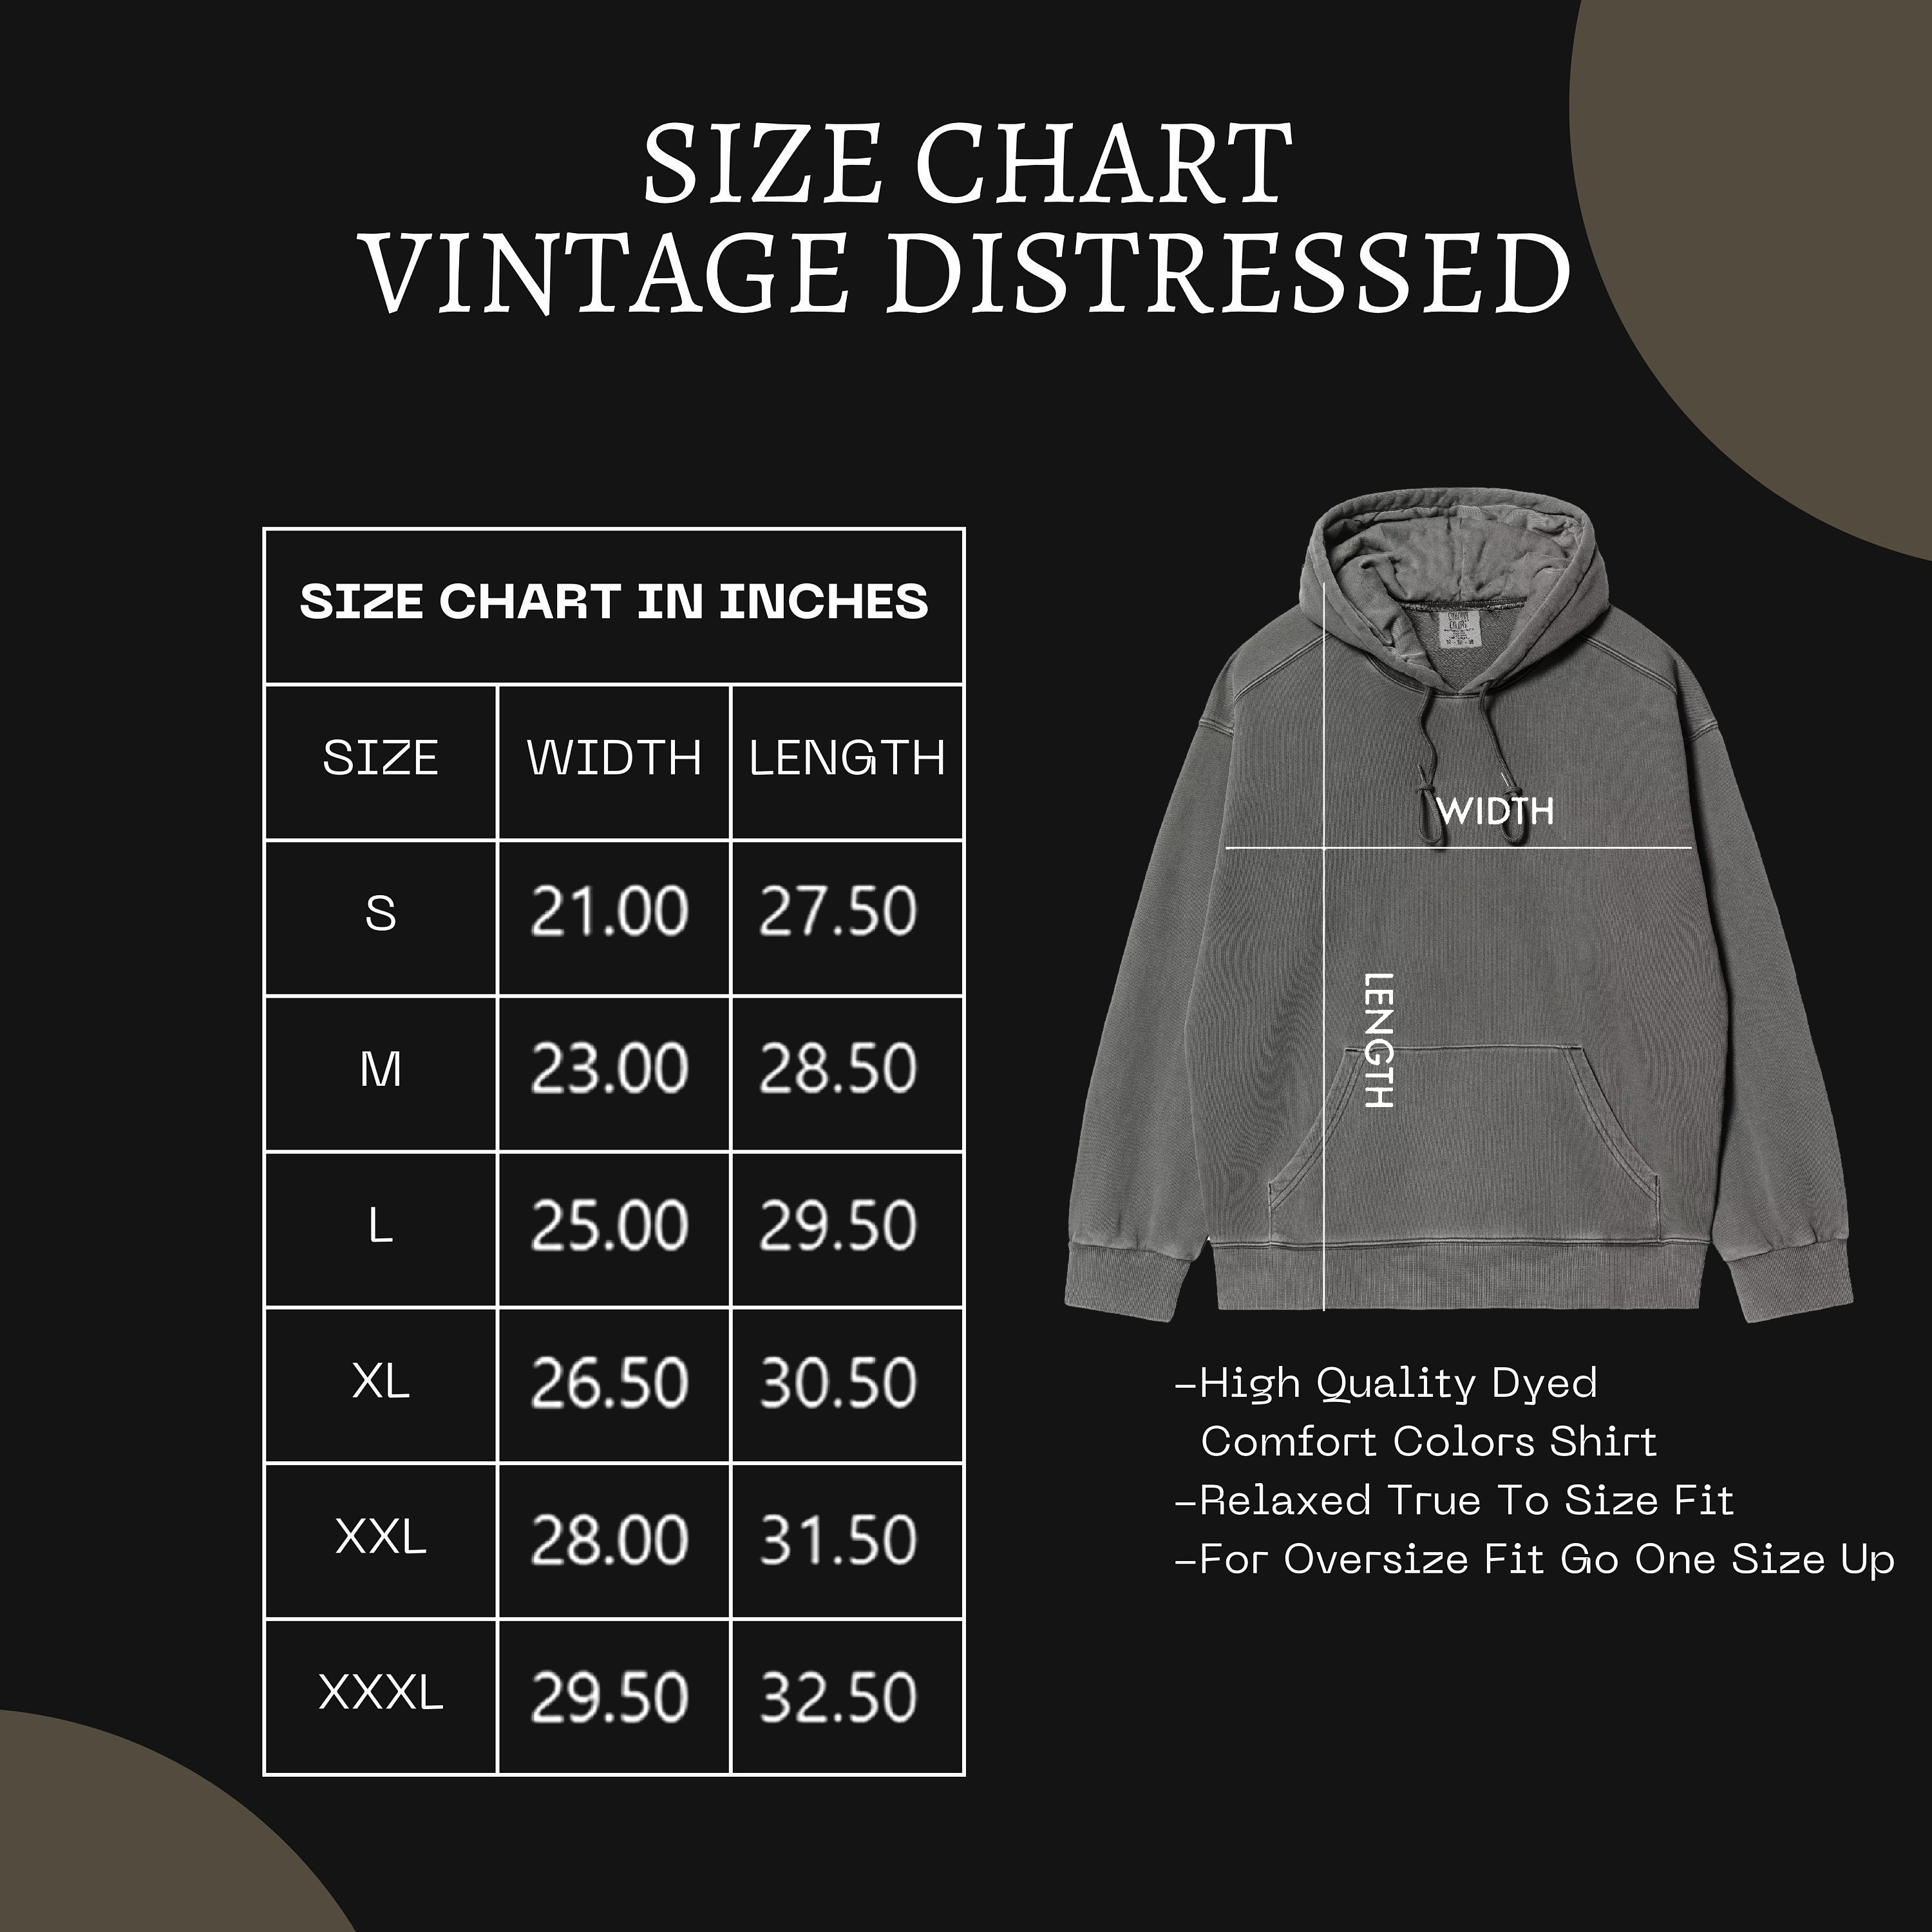 SIZE CHART
VINTAGE DISTRESSED
SIZE CHART IN INCHES
SIZE WIDTH LENGTH
S 21.00 27.50
M 23.00 28.50
L 25.00 29.50
XL 26.50 30.50
XXL 28.00 31.50
XXXL 29.50 32.50
WIDTH
LENGTH
-High Quality Dyed
Comfort Colors Shirt
-Relaxed True To Size Fit
-For Oversize Fit Go One Size Up